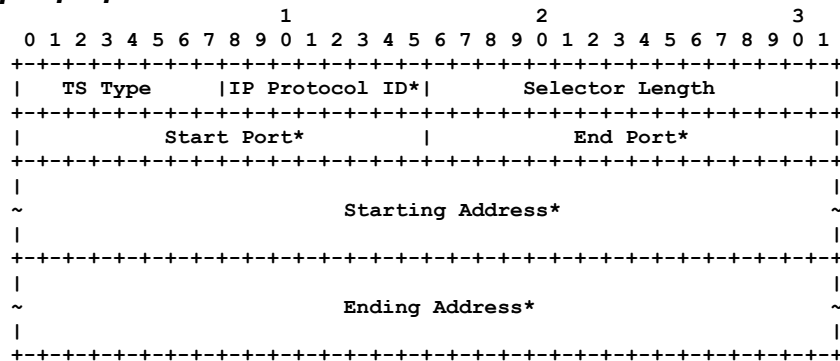 1                   2                   3
 0 1 2 3 4 5 6 7 8 9 0 1 2 3 4 5 6 7 8 9 0 1 2 3 4 5 6 7 8 9 0 1
+-+-+-+-+-+-+-+-+-+-+-+-+-+-+-+-+-+-+-+-+-+-+-+-+-+-+-+-+-+-+-+-+
|   TS Type     |IP Protocol ID*|       Selector Length         |
+-+-+-+-+-+-+-+-+-+-+-+-+-+-+-+-+-+-+-+-+-+-+-+-+-+-+-+-+-+-+-+-+
|           Start Port*         |           End Port*           |
+-+-+-+-+-+-+-+-+-+-+-+-+-+-+-+-+-+-+-+-+-+-+-+-+-+-+-+-+-+-+-+-+
|                                                               |
~                         Starting Address*                     ~
|                                                               |
+-+-+-+-+-+-+-+-+-+-+-+-+-+-+-+-+-+-+-+-+-+-+-+-+-+-+-+-+-+-+-+-+
|                                                               |
~                         Ending Address*                       ~
|                                                               |
+-+-+-+-+-+-+-+-+-+-+-+-+-+-+-+-+-+-+-+-+-+-+-+-+-+-+-+-+-+-+-+-+